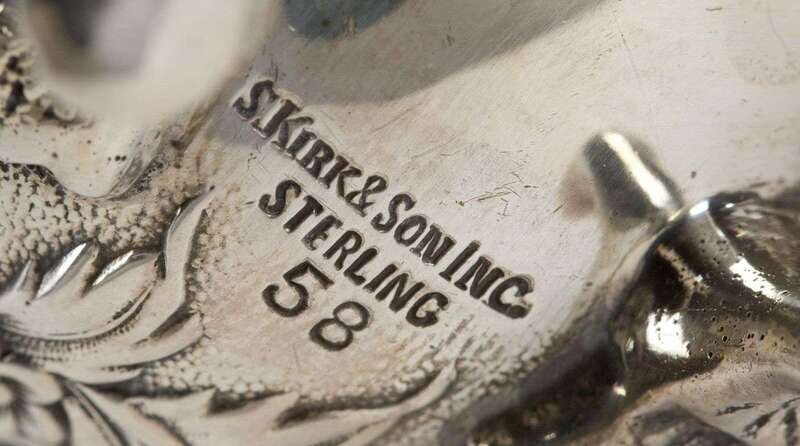 S. KIRK & SON INC.
STERLING
58